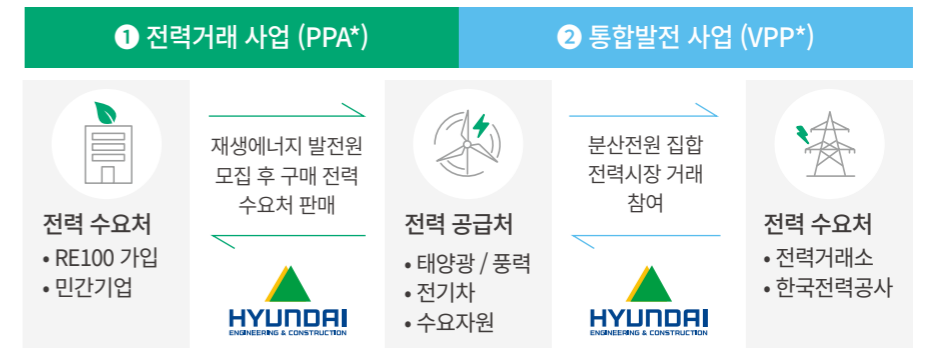 ❶ 전력거래 사업 (PPA*)
❷ 통합발전 사업 (VPP*)
전력 수요처
• RE100 가입
• 민간기업
재생에너지 발전원
모집 후 구매 전력
수요처 판매
HYUNDAI
ENGINEERING & CONSTRUCTION
전력 공급처
• 태양광 / 풍력
• 전기차
• 수요자원
분산전원 집합
전력시장 거래
참여
HYUNDAI
ENGINEERING & CONSTRUCTION
전력 수요처
• 전력거래소
• 한국전력공사